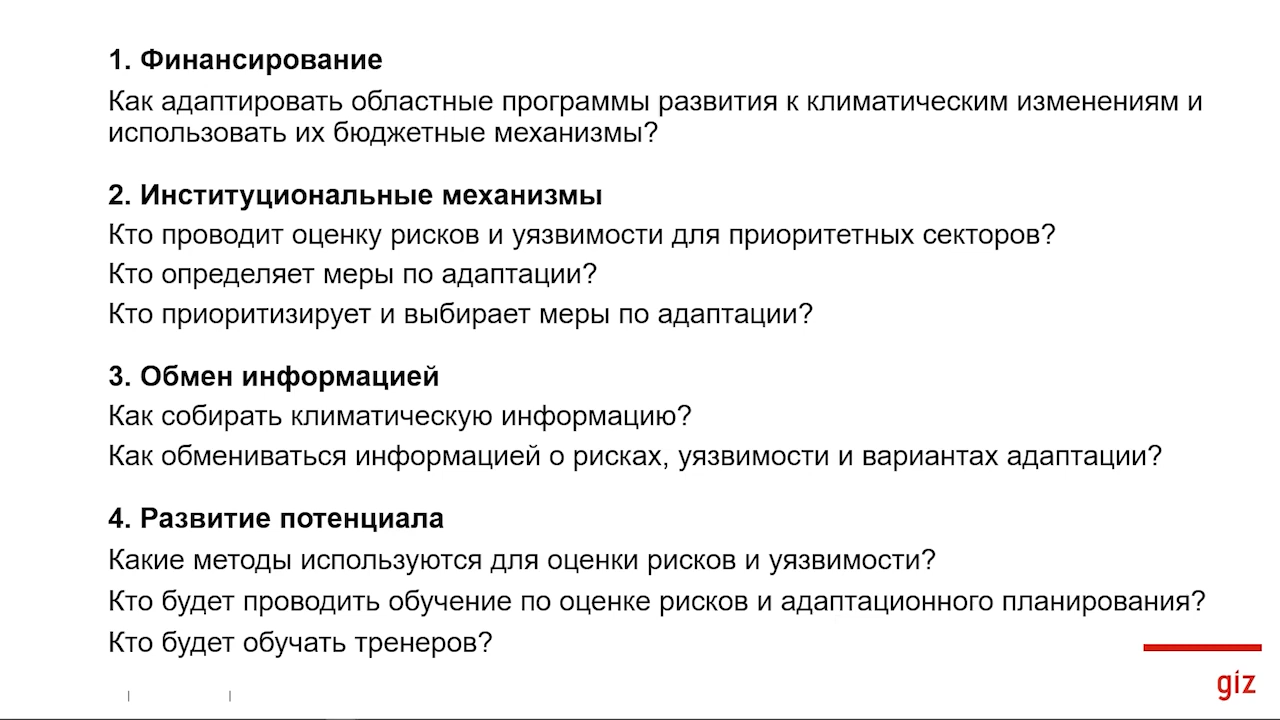 1. Финансирование
Как адаптировать областные программы развития к климатическим изменениям и
использовать их бюджетные механизмы?
2. Институциональные механизмы
Кто проводит оценку рисков и уязвимости для приоритетных секторов?
Кто определяет меры по адаптации?
Кто приоритизирует и выбирает меры по адаптации?
3. Обмен информацией
Как собирать климатическую информацию?
Как обмениваться информацией о рисках, уязвимости и вариантах адаптации?
4. Развитие потенциала
Какие методы используются для оценки рисков и уязвимости?
Кто будет проводить обучение по оценке рисков и адаптационного планирования?
Кто будет обучать тренеров?
giz